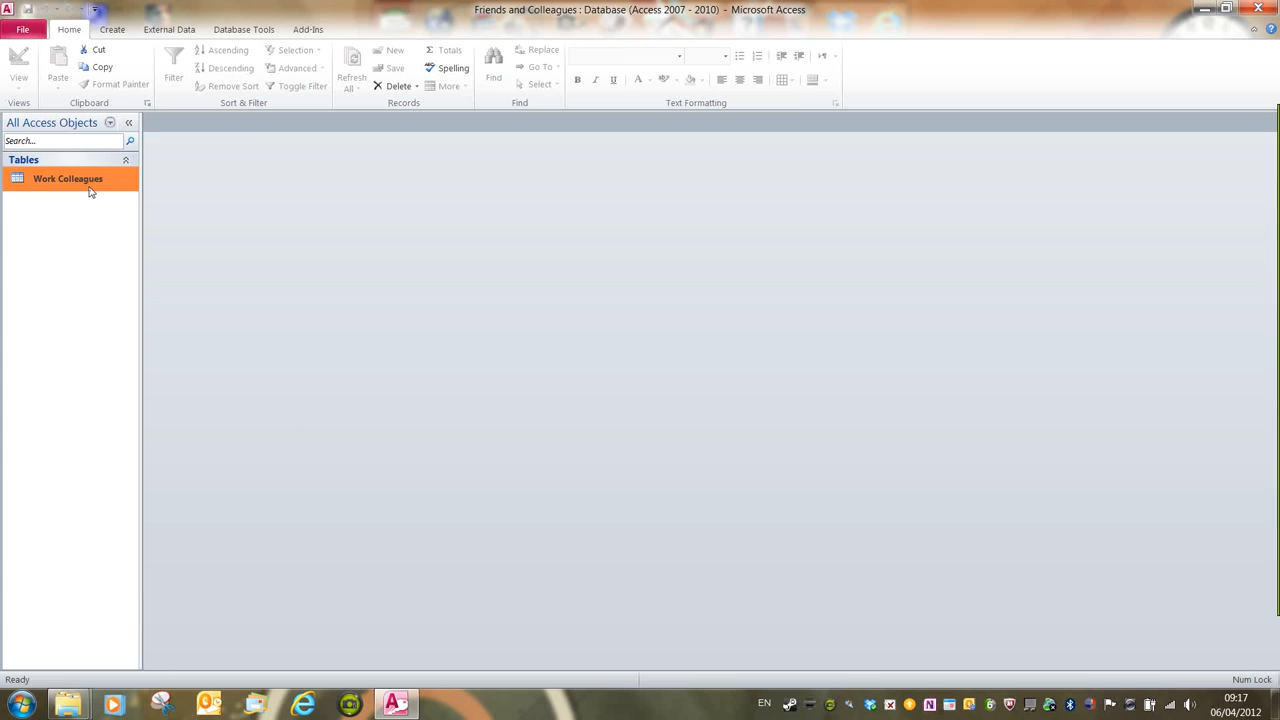 Friends and Colleagues : Database (Access 2007 - 2010) - Microsoft Access
File Home Create External Data Database Tools Add-Ins
View
Views
Paste
Cut
Copy
Format Painter
Clipboard
Filter
Ascending
Descending
Remove Sort
Selection
Advanced
Toggle Filter
Sort & Filter
Refresh
All
New
Save
Delete
Totals
Spelling
More
Records
Find
Replace
Go To
Select
Find
B I U A
Text Formatting
All Access Objects
Search...
Tables
Work Colleagues
Ready
Num Lock
EN
09:17
06/04/2012